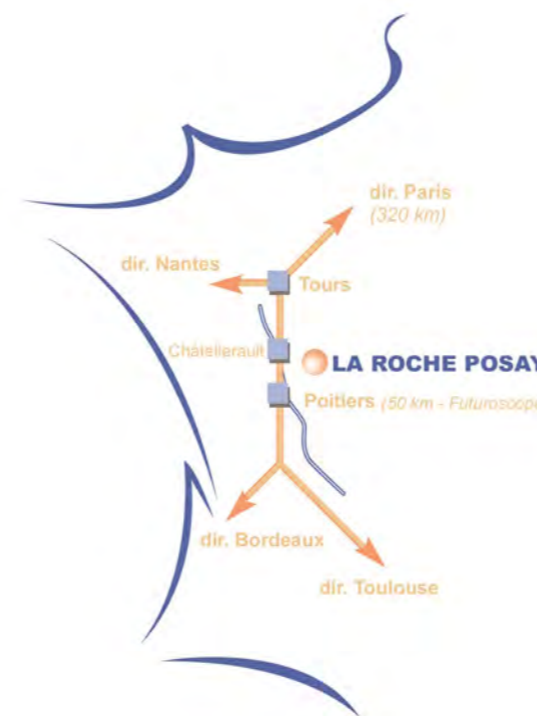 dir. Paris
(320 km)
dir. Nantes
Tours
Châtellerault
LA ROCHE POSAY
Poitiers (50 km - Futuroscope
dir. Bordeaux
dir. Toulouse